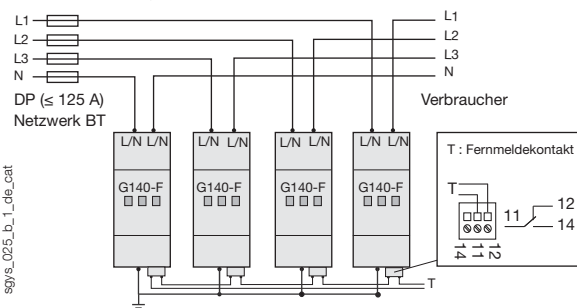 L1
L2
L3
N
L1
L2
L3
N
DP (≤ 125 A)
Netzwerk BT
Verbraucher
L/N L/N
L/N L/N
L/N L/N
L/N L/N
G140-F
G140-F
G140-F
G140-F
T : Fernmeldekontakt
T
11
12
14
14
11
12
T
sgys_025_b_1_de_cat